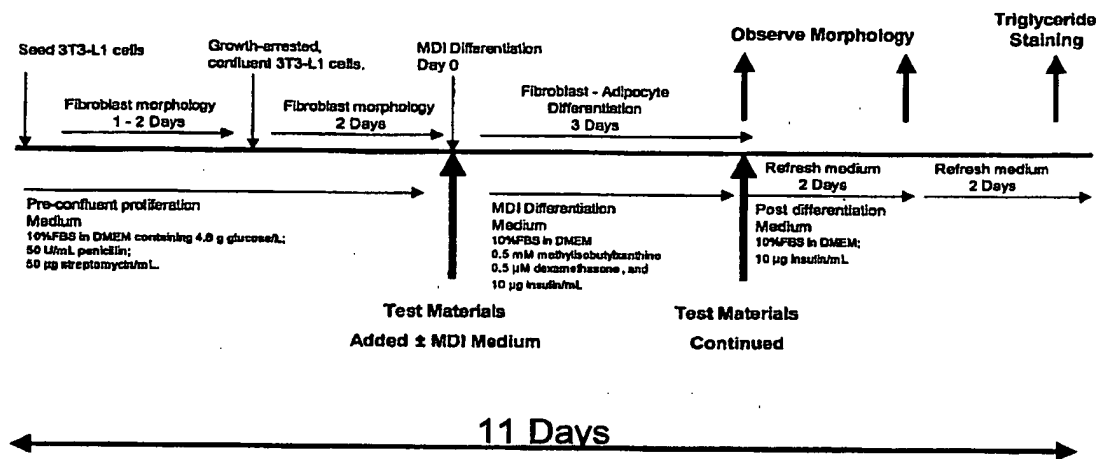 Seed 3T3-L1 cells
Growth-arrested,
confluent 3T3-L1 cells.
MDI Differentiation
Day 0
Observe Morphology
Triglyceride
Staining
Fibroblast morphology
1 - 2 Days
Fibroblast morphology
2 Days
Fibroblast - Adipocyte
Differentiation
3 Days
Refresh medium
2 Days
Refresh medium
2 Days
Pre-confluent proliferation
Medium
10%FBS in DMEM containing 4.8 g glucose/L;
50 U/mL penicillin;
50 µg streptomycin/mL.
MDI Differentiation
Medium
10%FBS in DMEM
0.5 mM methylisobutylxanthine
0.5 µM dexamethasone, and
10 µg insulin/mL
Post differentiation
Medium
10%FBS in DMEM;
10 µg insulin/mL
Test Materials
Added ± MDI Medium
Test Materials
Continued
11 Days